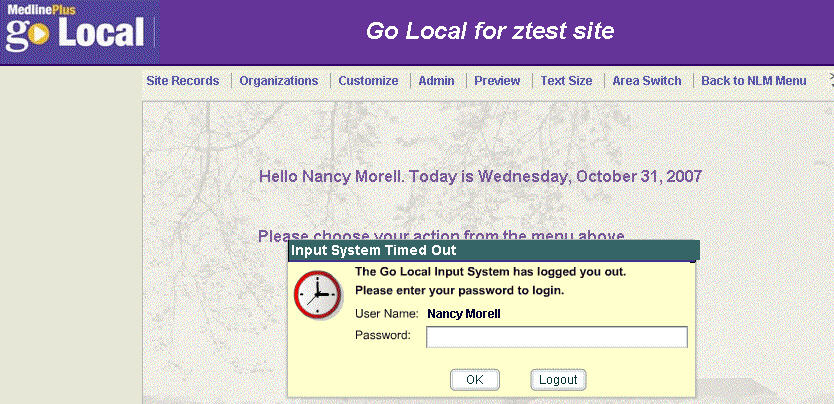 MedlinePlus
go Local
Go Local for ztest site
Site Records Organizations Customize Admin Preview Text Size Area Switch Back to NLM Menu
Hello Nancy Morell. Today is Wednesday, October 31, 2007
Please choose your action from the menu above
Input System Timed Out
The Go Local Input System has logged you out.
Please enter your password to login.
User Name: Nancy Morell
Password:
OK Logout